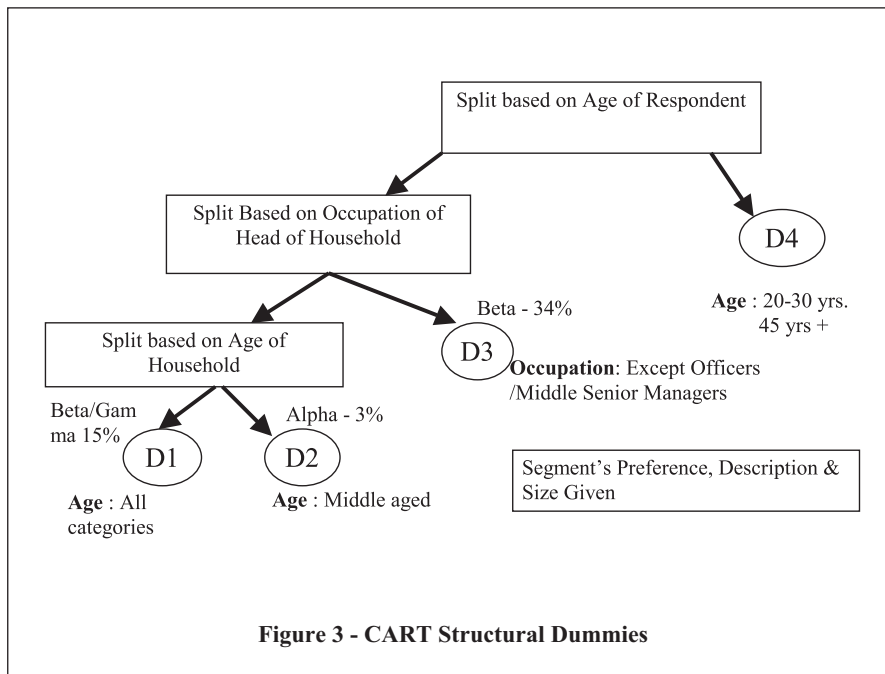 Split based on Age of Respondent
Split Based on Occupation of
Head of Household
D4
Age : 20-30 yrs.
45 yrs +
Beta - 34%
Split based on Age of
Household
D3
Occupation: Except Officers
/Middle Senior Managers
Beta/Gam
ma 15%
Alpha - 3%
D1
D2
Age : All
categories
Age : Middle aged
Segment's Preference, Description &
Size Given
Figure 3 - CART Structural Dummies